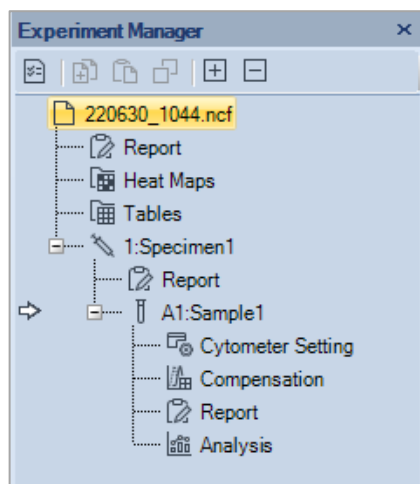 Experiment Manager
220630_1044.ncf
Report
Heat Maps
Tables
1:Specimen1
Report
A1:Sample1
Cytometer Setting
Compensation
Report
Analysis